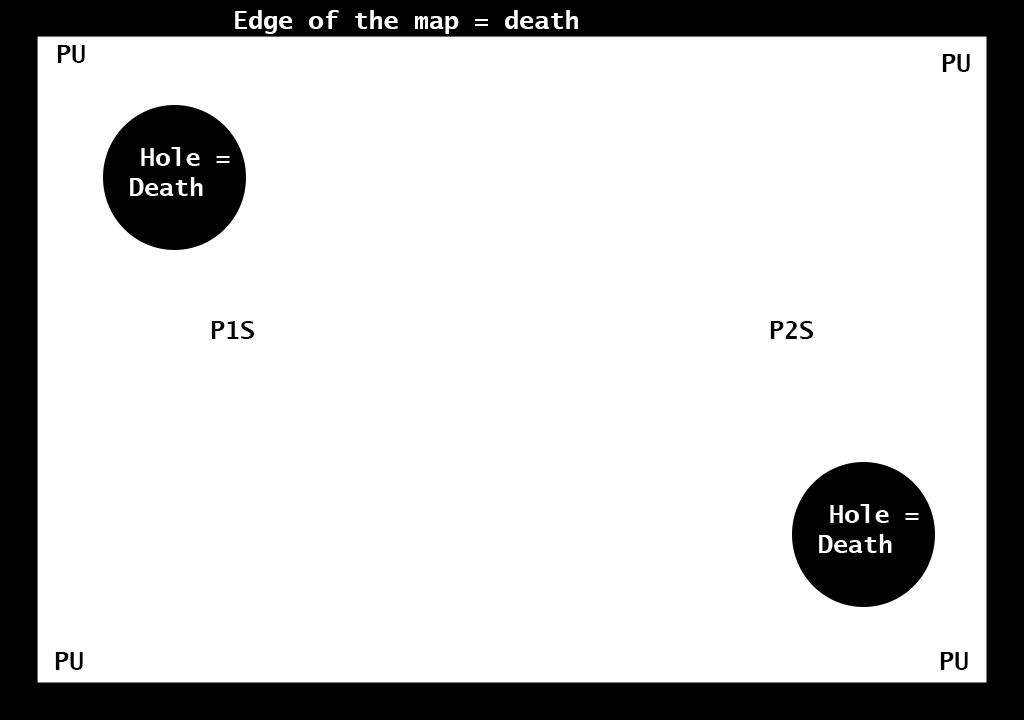 Edge of the map = death
PU
PU
Hole =
Death
P1S
P2S
Hole =
Death
PU
PU